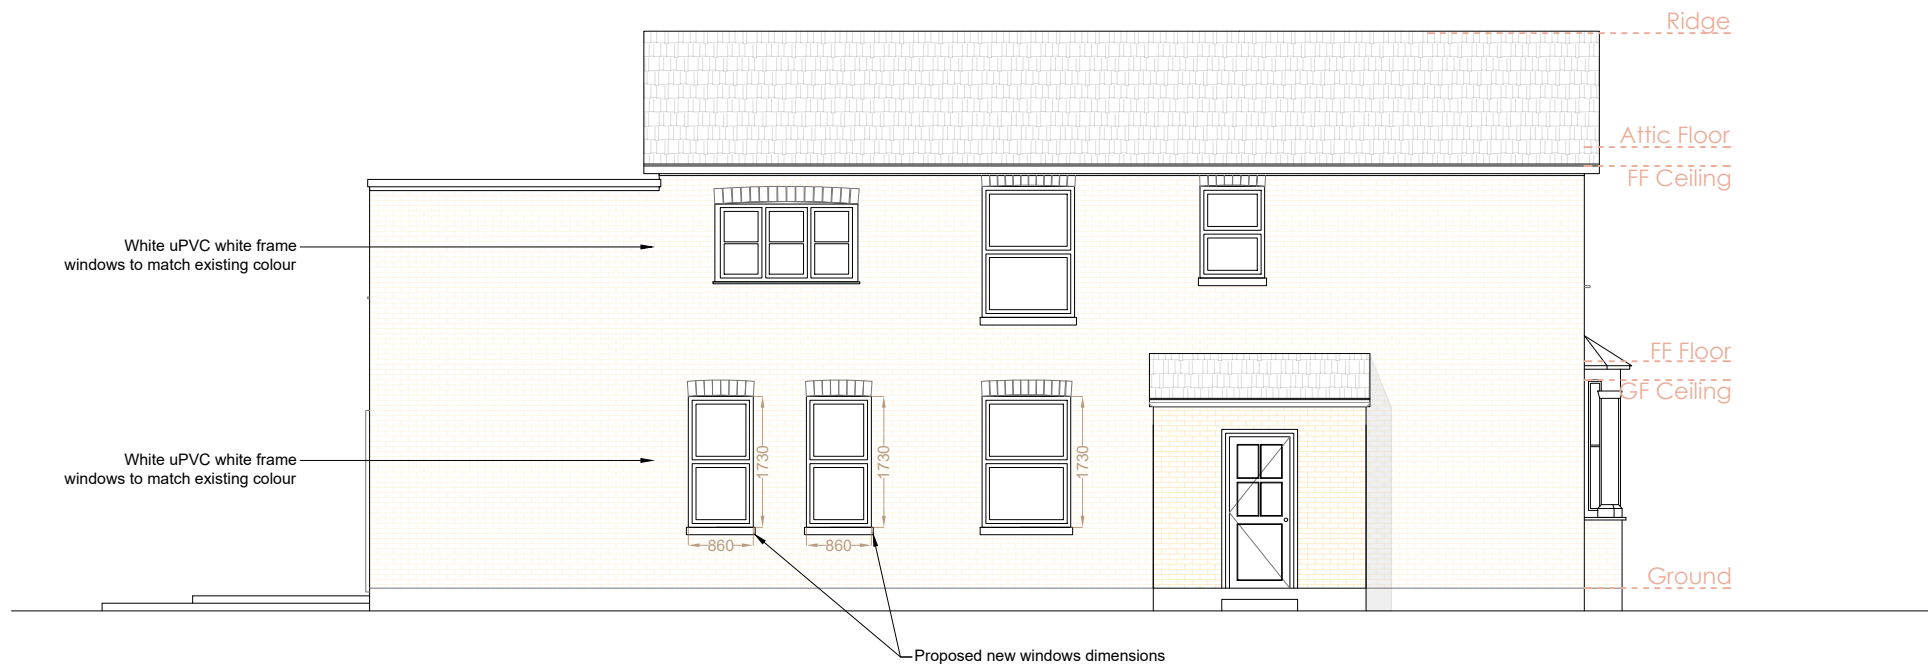 Ridge
Attic Floor
FF Ceiling
White uPVC white frame
windows to match existing colour
FF Floor
GF Ceiling
1730
1730
1730
White uPVC white frame
windows to match existing colour
860
860
Ground
Proposed new windows dimensions